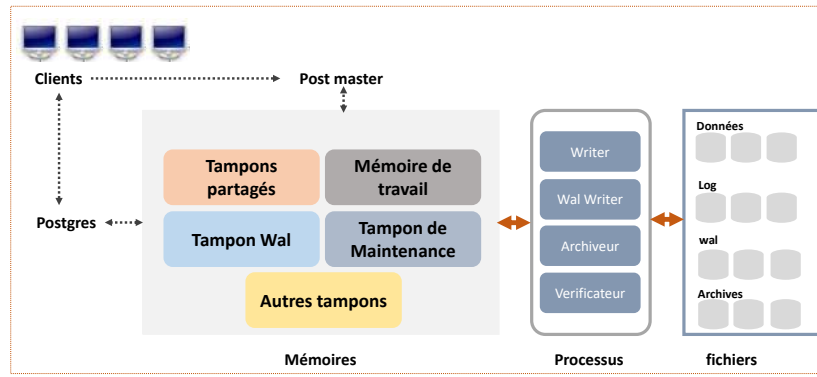 Clients
Post master
Postgres
Tampons
partagés
Mémoire de
travail
Tampon Wal
Tampon de
Maintenance
Autres tampons
Mémoires
Writer
Wal Writer
Archiveur
Verificateur
Processus
Données
Log
wal
Archives
fichiers